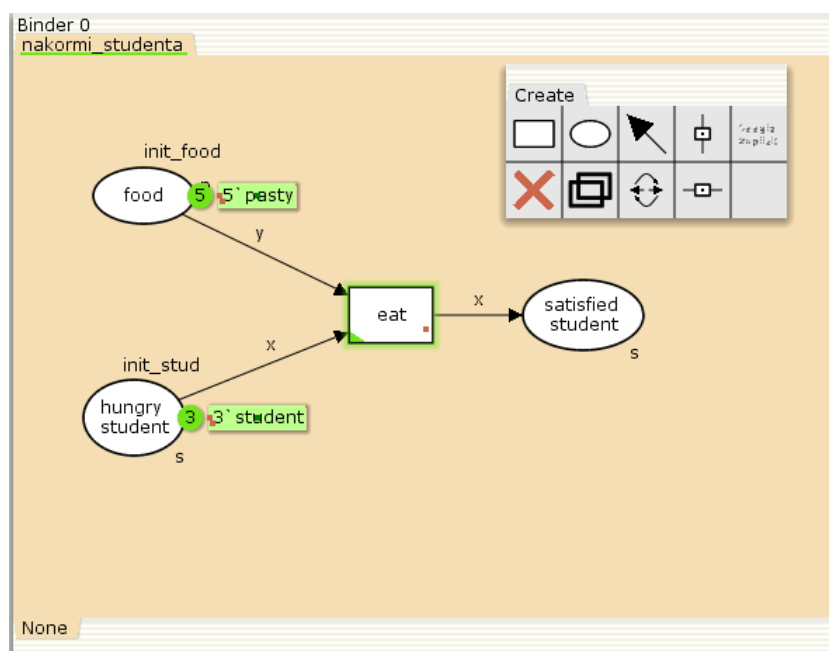 Binder 0
nakormi_studenta
Create
init_food
food
5
5`pasty
y
eat
x
satisfied
student
s
x
init_stud
hungry
student
3
3`student
s
None